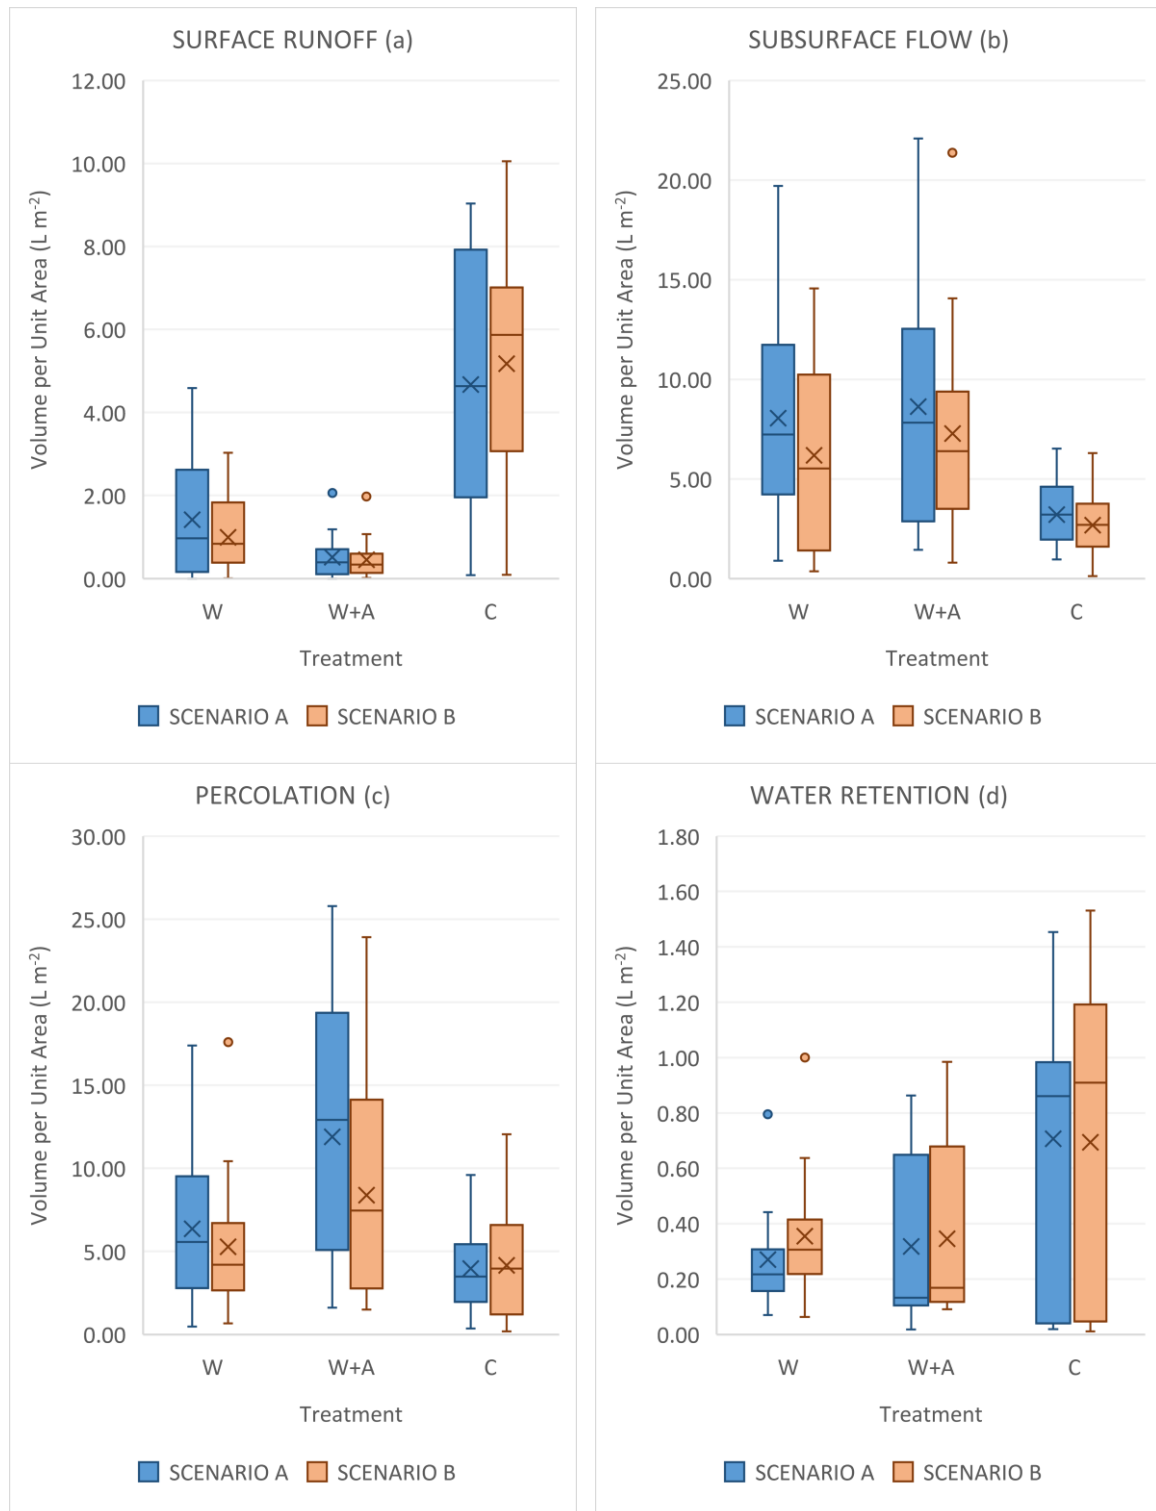 SURFACE RUNOFF (a)
Volume per Unit Area (L m⁻²)
12.00
10.00
8.00
6.00
4.00
2.00
0.00
W W+A C
Treatment
SCENARIO A SCENARIO B
SUBSURFACE FLOW (b)
Volume per Unit Area (L m⁻²)
25.00
20.00
15.00
10.00
5.00
0.00
W W+A C
Treatment
SCENARIO A SCENARIO B
PERCOLATION (c)
Volume per Unit Area (L m⁻²)
30.00
25.00
20.00
15.00
10.00
5.00
0.00
W W+A C
Treatment
SCENARIO A SCENARIO B
WATER RETENTION (d)
Volume per Unit Area (L m⁻²)
1.80
1.60
1.40
1.20
1.00
0.80
0.60
0.40
0.20
0.00
W W+A C
Treatment
SCENARIO A SCENARIO B